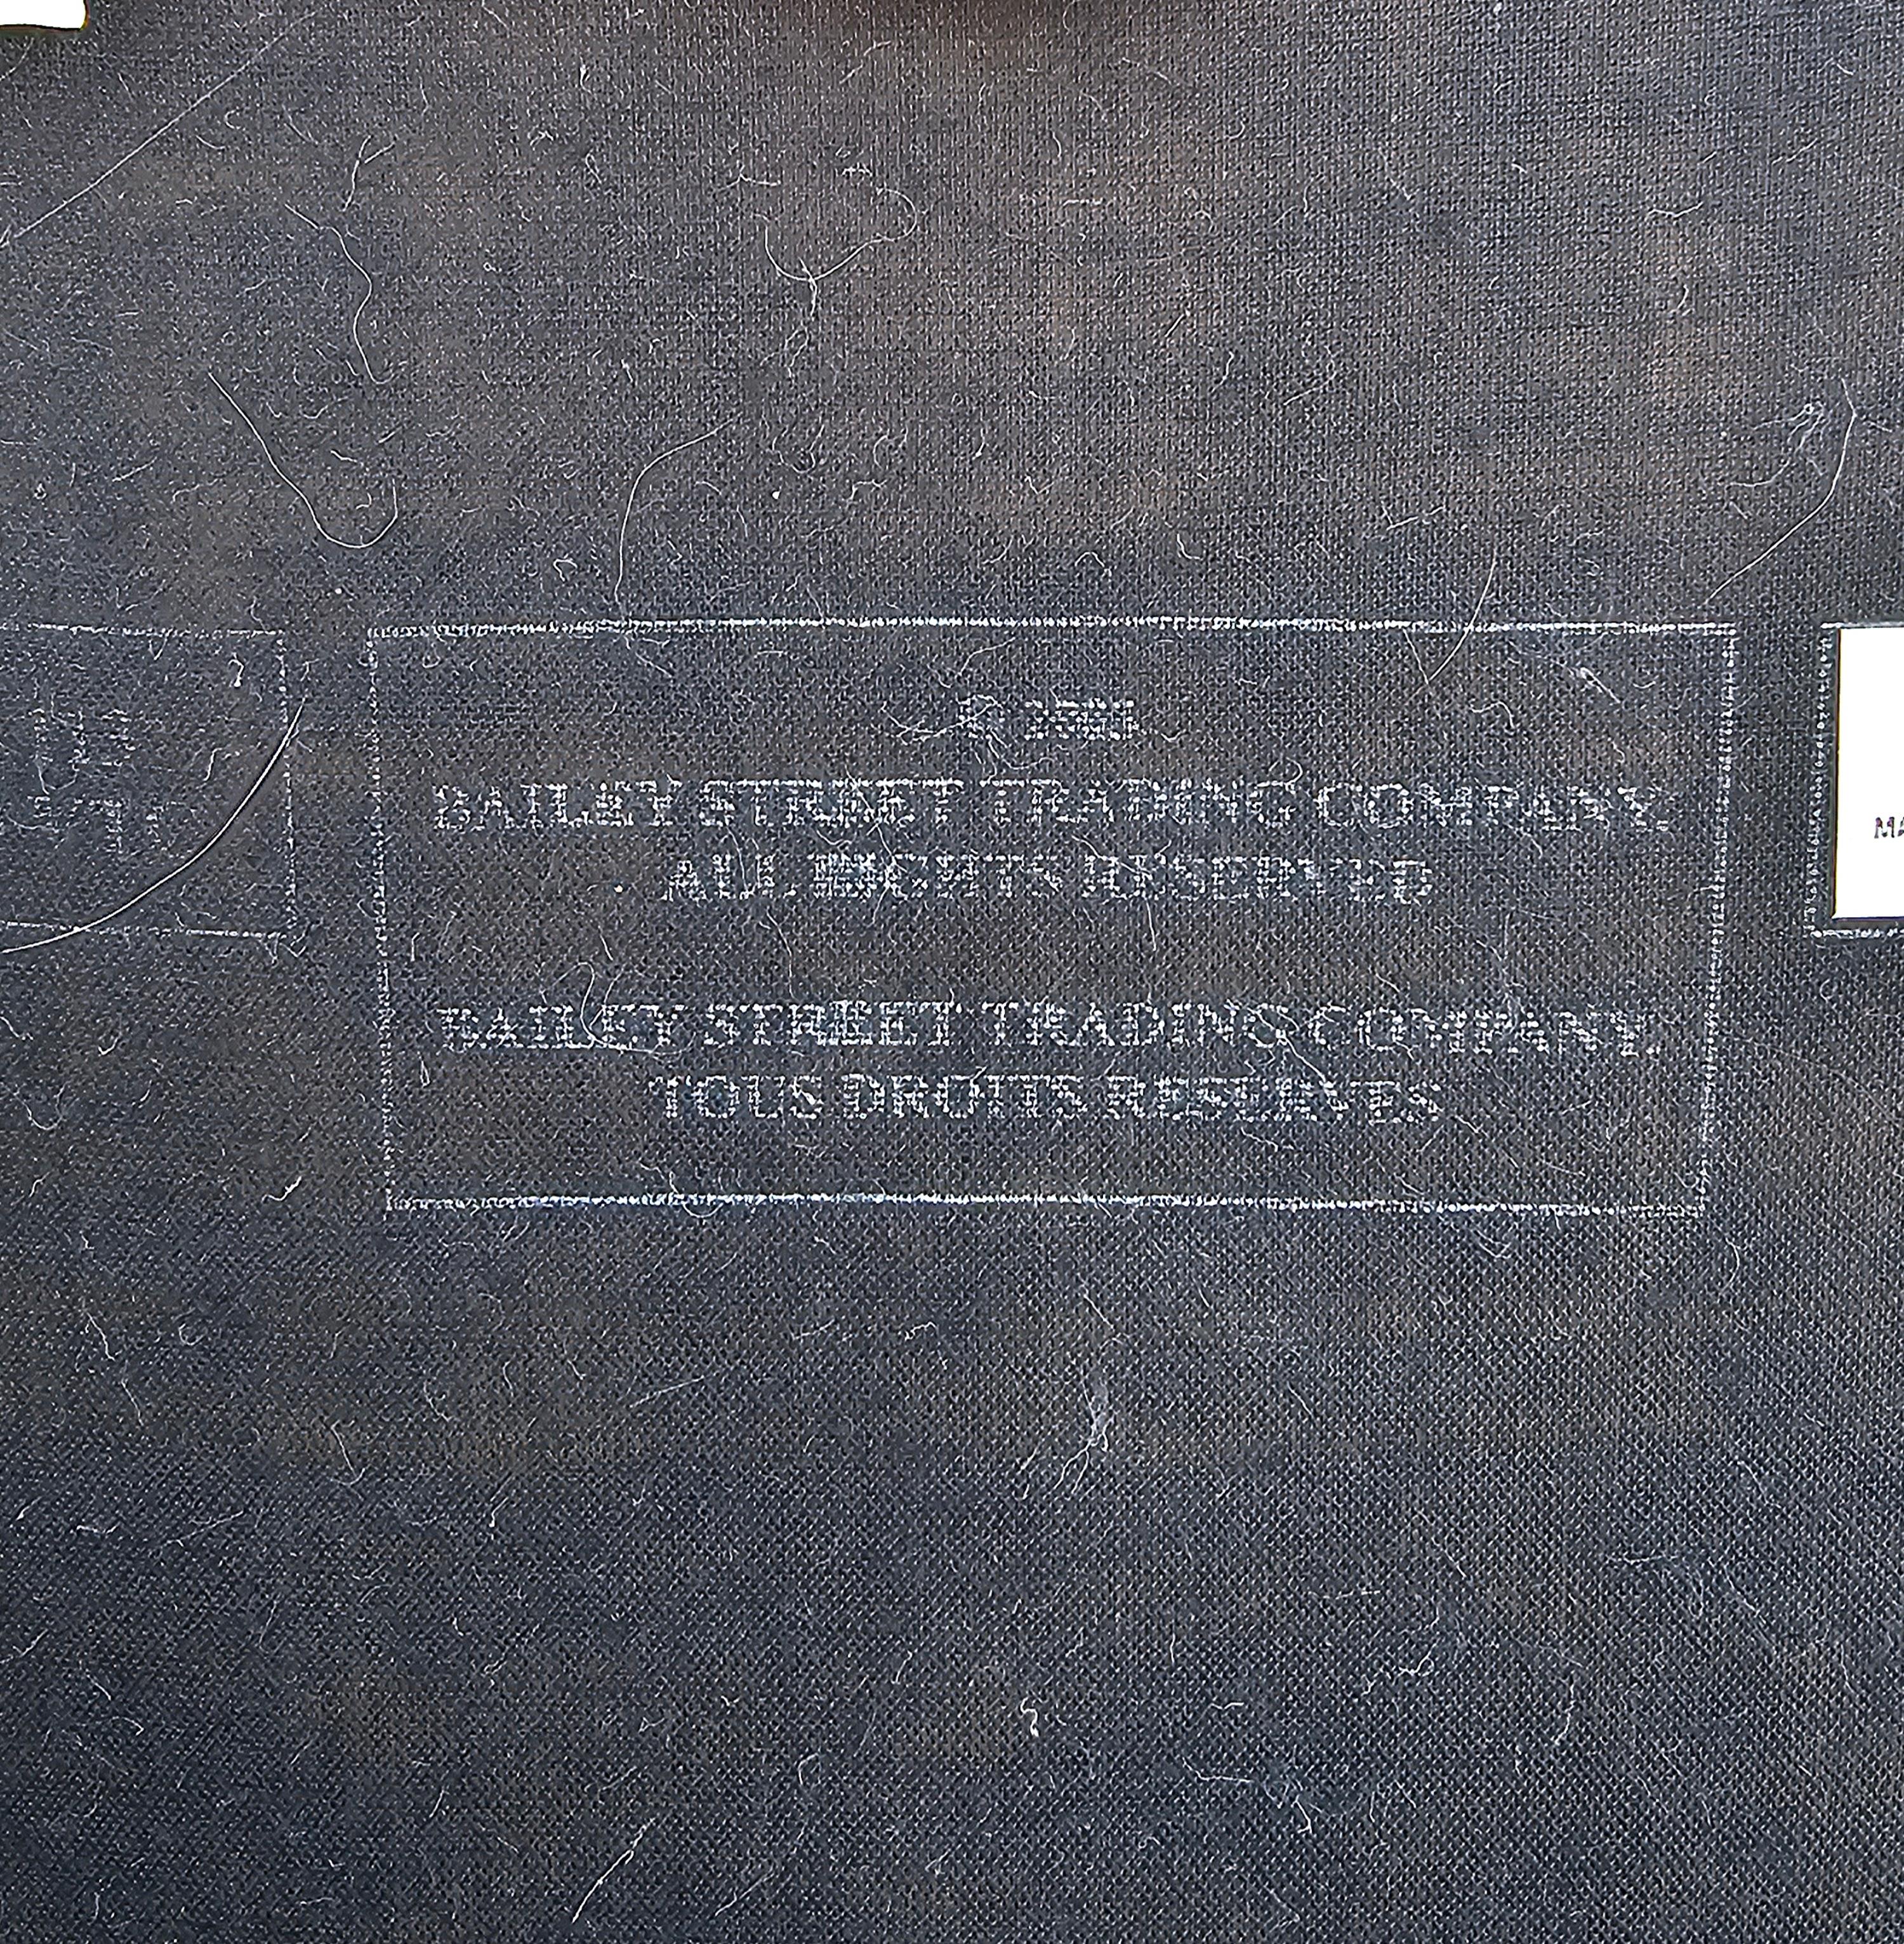 ©
BAILEY STREET TRADING COMPANY.
ALL RIGHTS RESERVED
BAILEY STREET TRADING COMPANY.
TOUS DROITS RESERVES